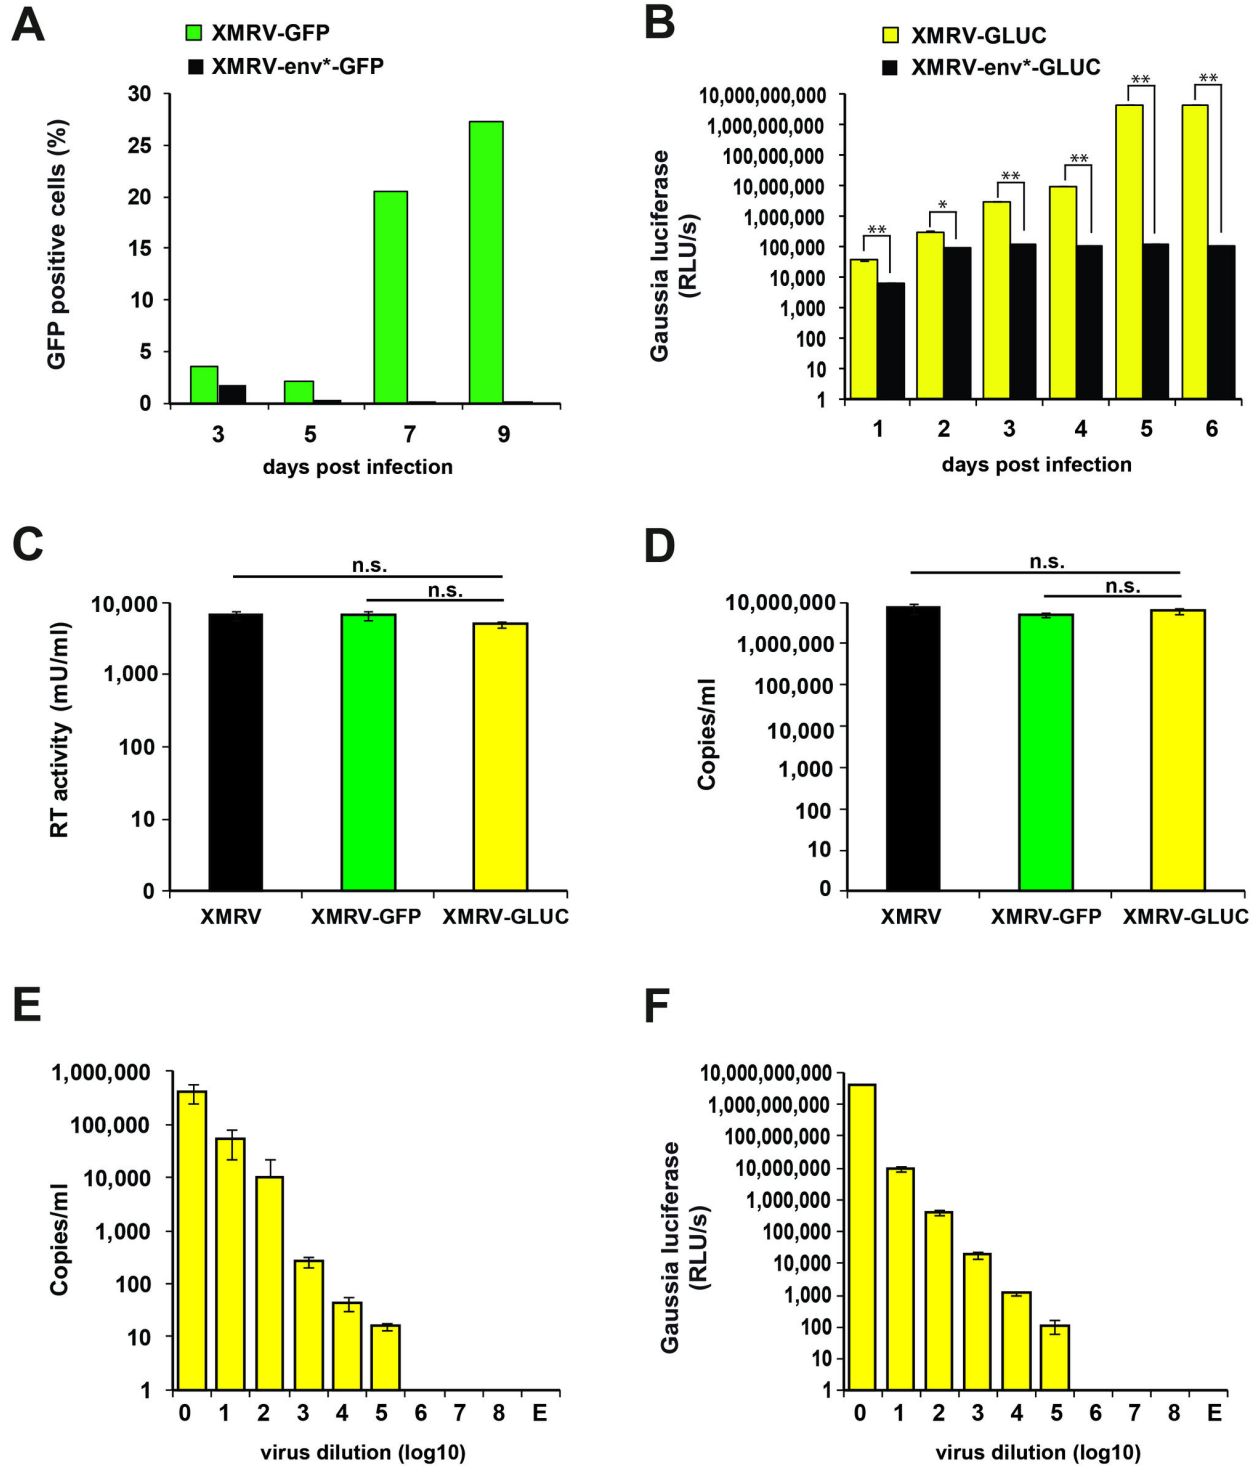 A
XMRV-GFP
XMRV-env*-GFP
GFP positive cells (%)
30
25
20
15
10
5
0
3 5 7 9
days post infection
B
XMRV-GLUC
XMRV-env*-GLUC
Gaussia luciferase
(RLU/s)
10,000,000,000
1,000,000,000
100,000,000
10,000,000
1,000,000
100,000
10,000
1,000
100
10
1
** * ** ** ** **
1 2 3 4 5 6
days post infection
C
n.s.
n.s.
RT activity (mU/ml)
10,000
1,000
100
10
0
XMRV XMRV-GFP XMRV-GLUC
D
n.s.
n.s.
Copies/ml
10,000,000
1,000,000
100,000
10,000
1,000
100
10
0
XMRV XMRV-GFP XMRV-GLUC
E
Copies/ml
1,000,000
100,000
10,000
1,000
100
10
1
0 1 2 3 4 5 6 7 8 E
virus dilution (log10)
F
Gaussia luciferase
(RLU/s)
10,000,000,000
1,000,000,000
100,000,000
10,000,000
1,000,000
100,000
10,000
1,000
100
10
1
0 1 2 3 4 5 6 7 8 E
virus dilution (log10)